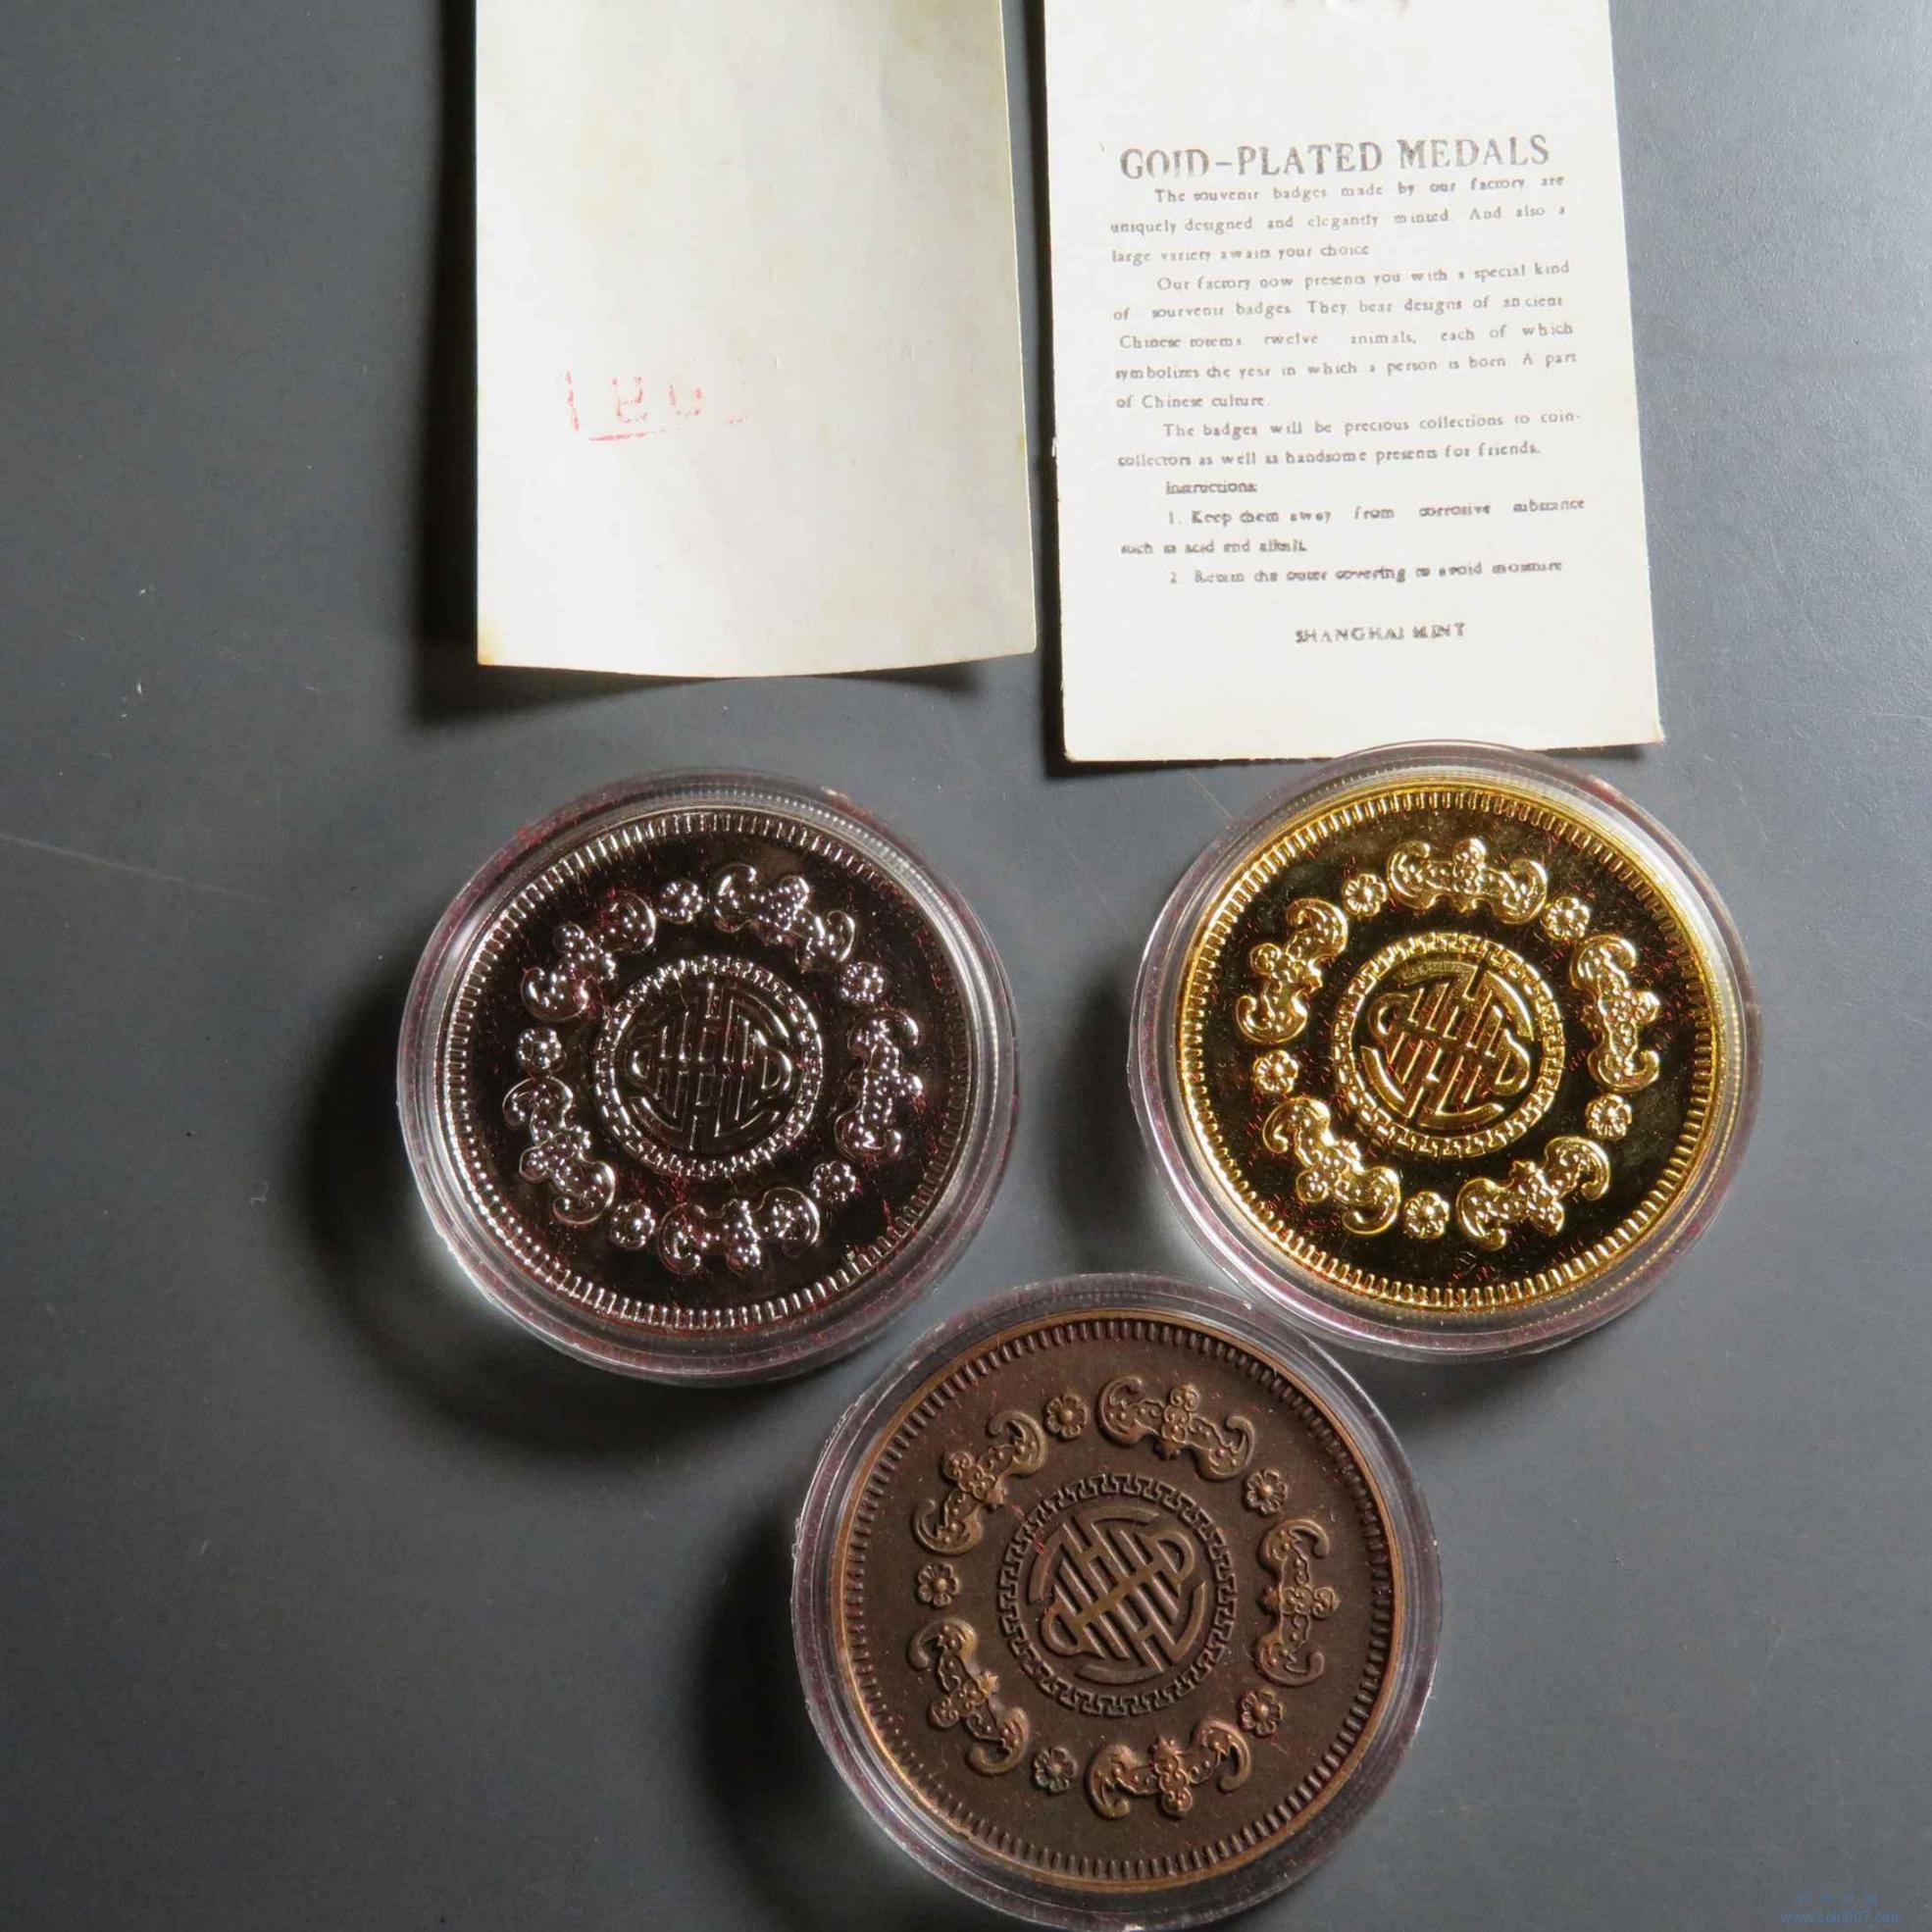 GOID-PLATED MEDALS
The souvenir badges made by our factory are
uniquely designed and elegantly minted. And also a
large variety awaits your choice
Our factory now presents you with a special kind
of sourvenir badges. They bear designs of ancient
Chinese totems twelve animals, each of which
symbolizes the year in which a person is born. A part
of Chinese culture.
The badges will be precious collections to coin-
collectors as well as handsome presents for friends.
Instructions:
1. Keep them away from corrosive substance
such as acid and alkali.
2 Retain the outer covering to avoid moisture
SHANGHAI MINT
www.coin007.com